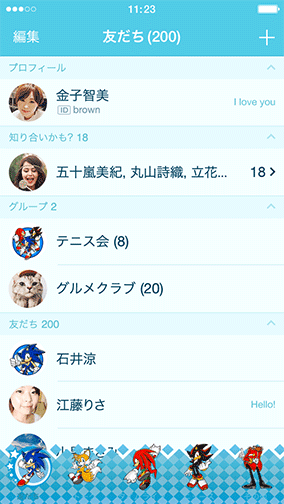 11:23
編集 友だち (200)
プロフィール
金子智美
ID brown
I love you
知り合いかも? 18
五十嵐美紀, 丸山詩織, 立花... 18
グループ 2
テニス会 (8)
グルメクラブ (20)
友だち 200
石井涼
江藤りさ
Hello!